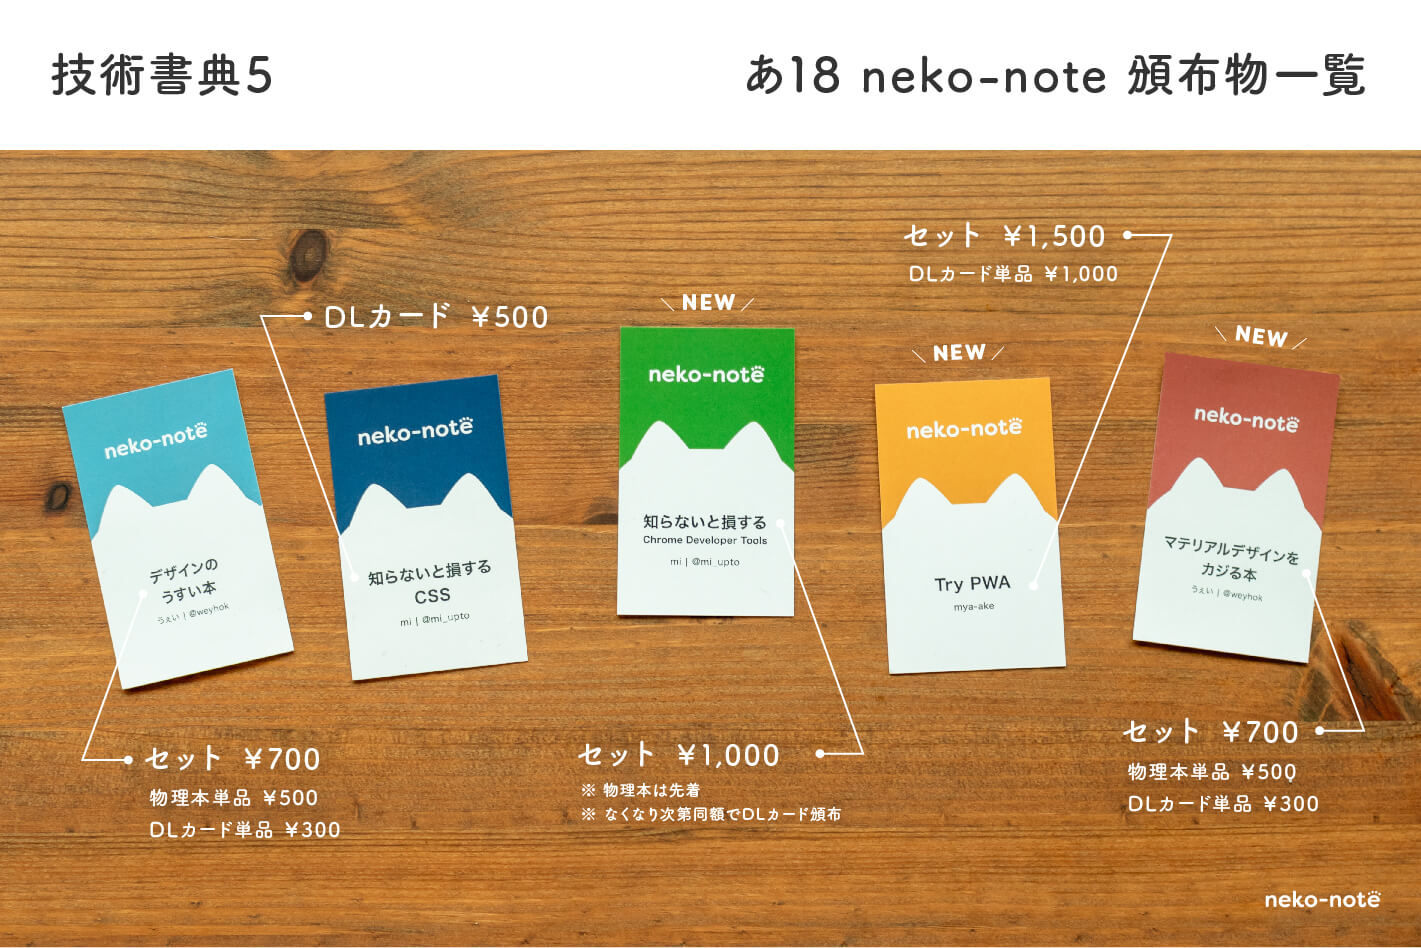 技術書典5
あ18 neko-note 頒布物一覧
セット ¥1,500
DLカード単品 ¥1,000
DLカード ¥500
NEW
NEW
NEW
neko-note
デザインの
うすい本
うぇい | @weyhok
neko-note
知らないと損する
CSS
mi | @mi_upto
neko-note
知らないと損する
Chrome Developer Tools
mi | @mi_upto
neko-note
Try PWA
mya-ake
neko-note
マテリアルデザインを
カジる本
うぇい | @weyhok
セット ¥700
物理本単品 ¥500
DLカード単品 ¥300
セット ¥1,000
※ 物理本は先着
※ なくなり次第同額でDLカード頒布
セット ¥700
物理本単品 ¥500
DLカード単品 ¥300
neko-note